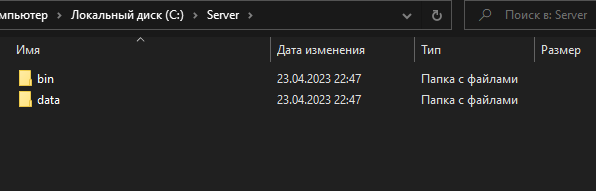 мпьютер > Локальный диск (C:) > Server > Поиск в: Server
Имя Дата изменения Тип Размер
bin 23.04.2023 22:47 Папка с файлами
data 23.04.2023 22:47 Папка с файлами